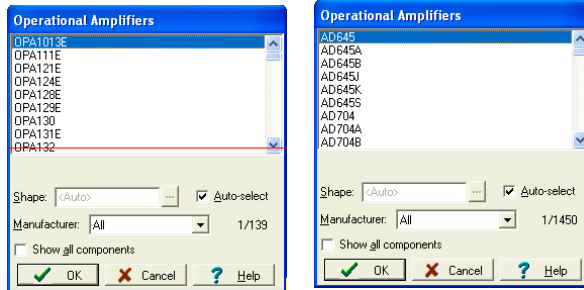 Operational Amplifiers
OPA1013E
OPA111E
OPA121E
OPA124E
OPA128E
OPA129E
OPA130
OPA131E
OPA132
Shape: <Auto> ... Auto-select
Manufacturer: All 1/139
Show all components
OK Cancel ? Help
Operational Amplifiers
AD645
AD645A
AD645B
AD645J
AD645K
AD645S
AD704
AD704A
AD704B
Shape: <Auto> ... Auto-select
Manufacturer: All 1/1450
Show all components
OK Cancel ? Help